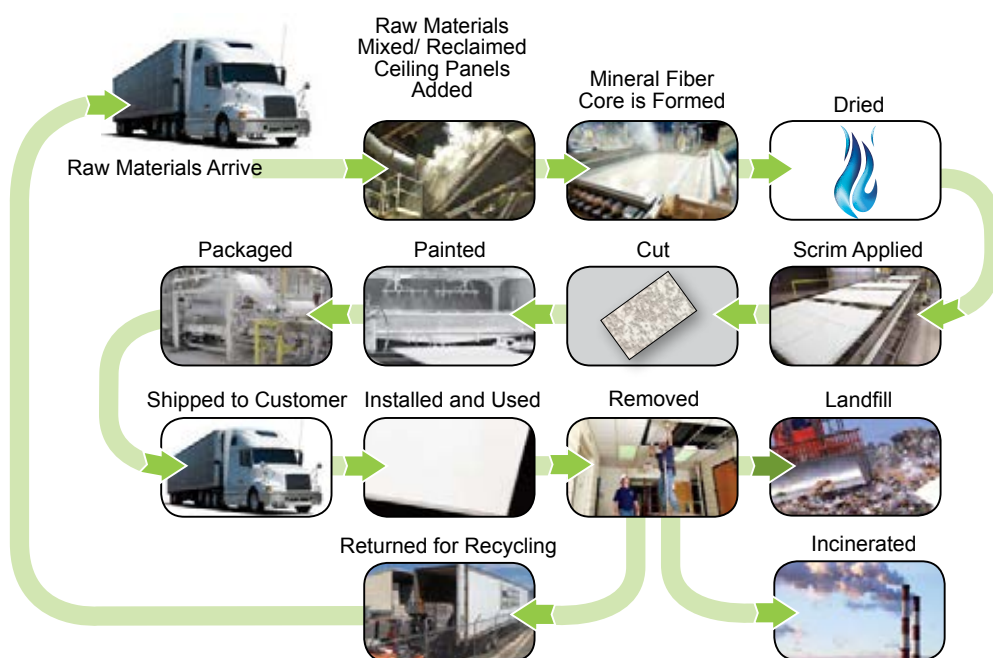 Raw Materials
Mixed/ Reclaimed
Ceiling Panels
Added
Mineral Fiber
Core is Formed
Dried
Raw Materials Arrive
Packaged
Painted
Cut
Scrim Applied
Shipped to Customer
Installed and Used
Removed
Landfill
Returned for Recycling
Incinerated